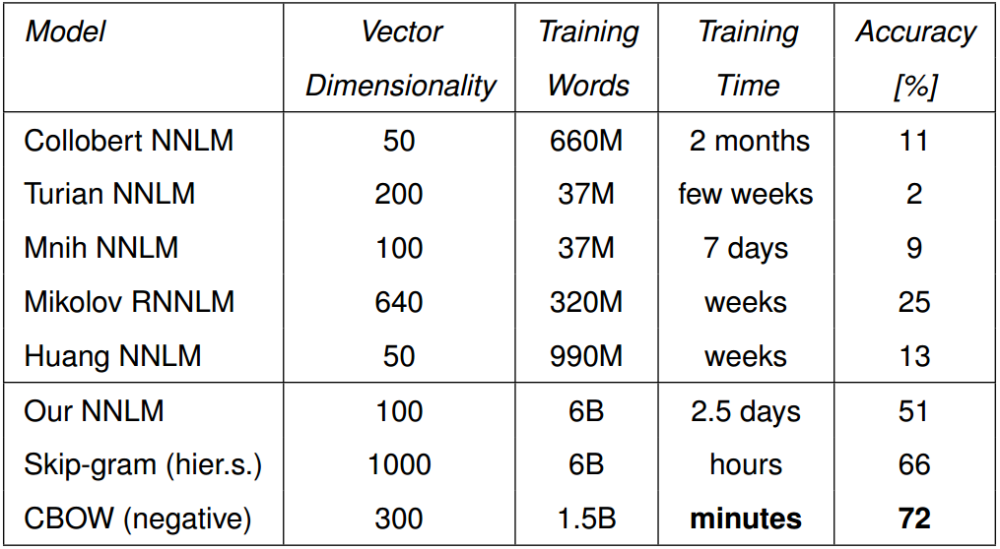 Model Vector Training Training Accuracy
Dimensionality Words Time [%]
Collobert NNLM 50 660M 2 months 11
Turian NNLM 200 37M few weeks 2
Mnih NNLM 100 37M 7 days 9
Mikolov RNNLM 640 320M weeks 25
Huang NNLM 50 990M weeks 13
Our NNLM 100 6B 2.5 days 51
Skip-gram (hier.s.) 1000 6B hours 66
CBOW (negative) 300 1.5B minutes 72